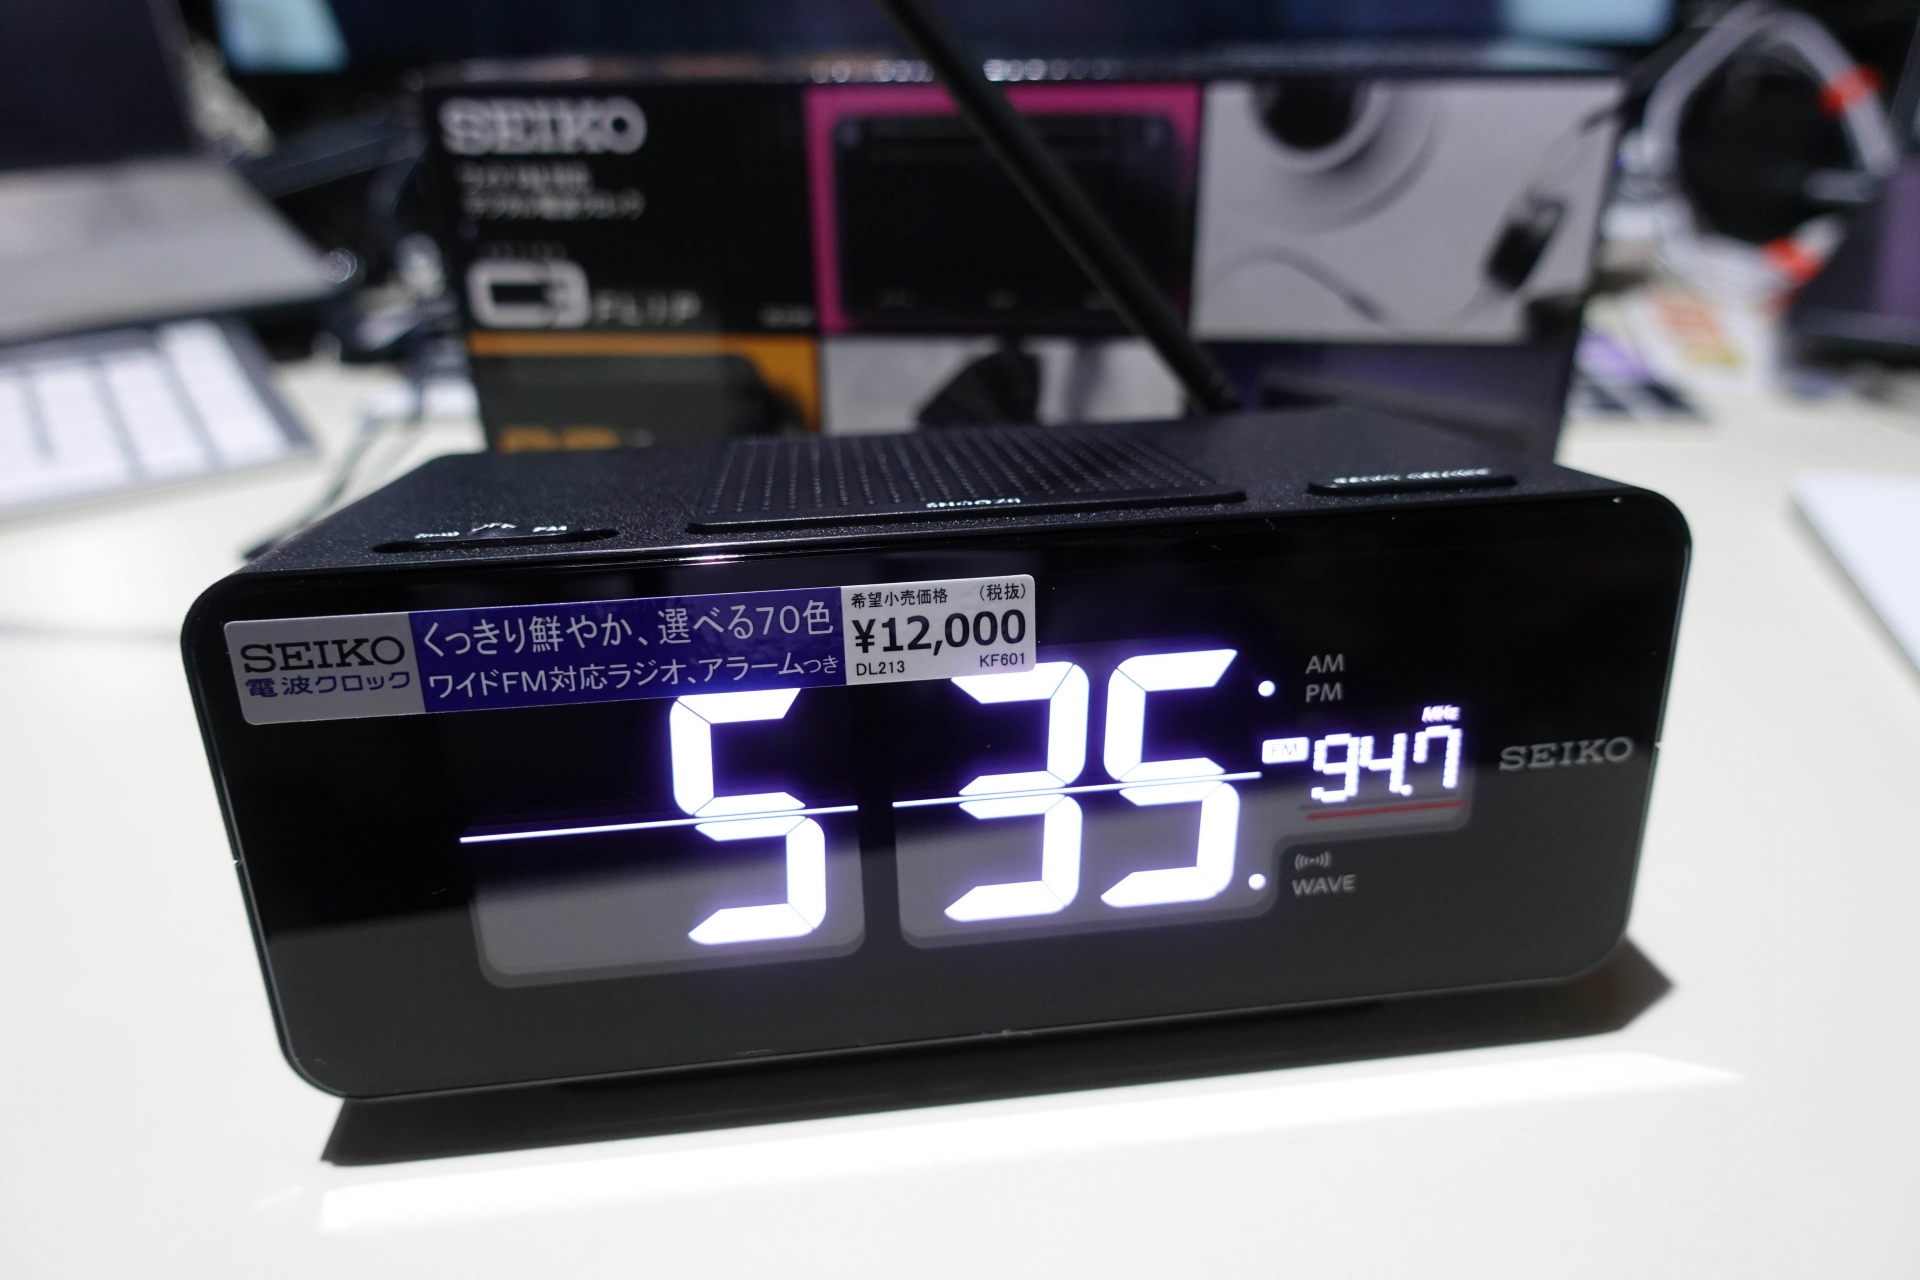 SEIKO
C3 FLIP
SNOOZE
FM
SEIKO
電波クロック
くっきり鮮やか、選べる70色
ワイドFM対応ラジオ、アラームつき
希望小売価格 (税抜)
¥12,000
DL213 KF601
5 35
AM
PM
MHz
FM 94.7
SEIKO
WAVE